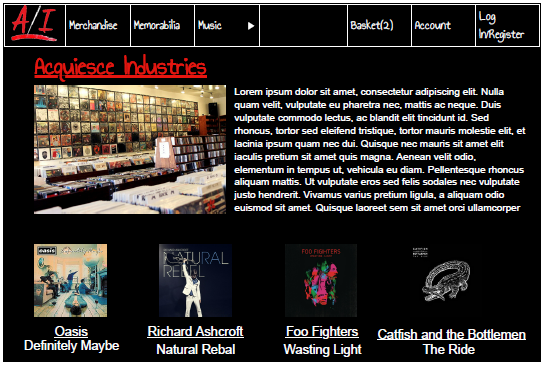 A/I
Merchandise
Memorabilia
Music
Basket(2)
Account
Log
In/Register
Acquiesce Industries
Lorem ipsum dolor sit amet, consectetur adipiscing elit. Nulla
quam velit, vulputate eu pharetra nec, mattis ac neque. Duis
vulputate commodo lectus, ac blandit elit tincidunt id. Sed
rhoncus, tortor sed eleifend tristique, tortor mauris molestie elit, et
lacinia ipsum quam nec dui. Quisque nec mauris sit amet elit
iaculis pretium sit amet quis magna. Aenean velit odio,
elementum in tempus ut, vehicula eu diam. Pellentesque rhoncus
aliquam mattis. Ut vulputate eros sed felis sodales nec vulputate
justo hendrerit. Vivamus varius pretium ligula, a aliquam odio
euismod sit amet. Quisque laoreet sem sit amet orci ullamcorper
oasis
NATURAL
REBEL
FOO FIGHTERS
Oasis
Definitely Maybe
Richard Ashcroft
Natural Rebal
Foo Fighters
Wasting Light
Catfish and the Bottlemen
The Ride